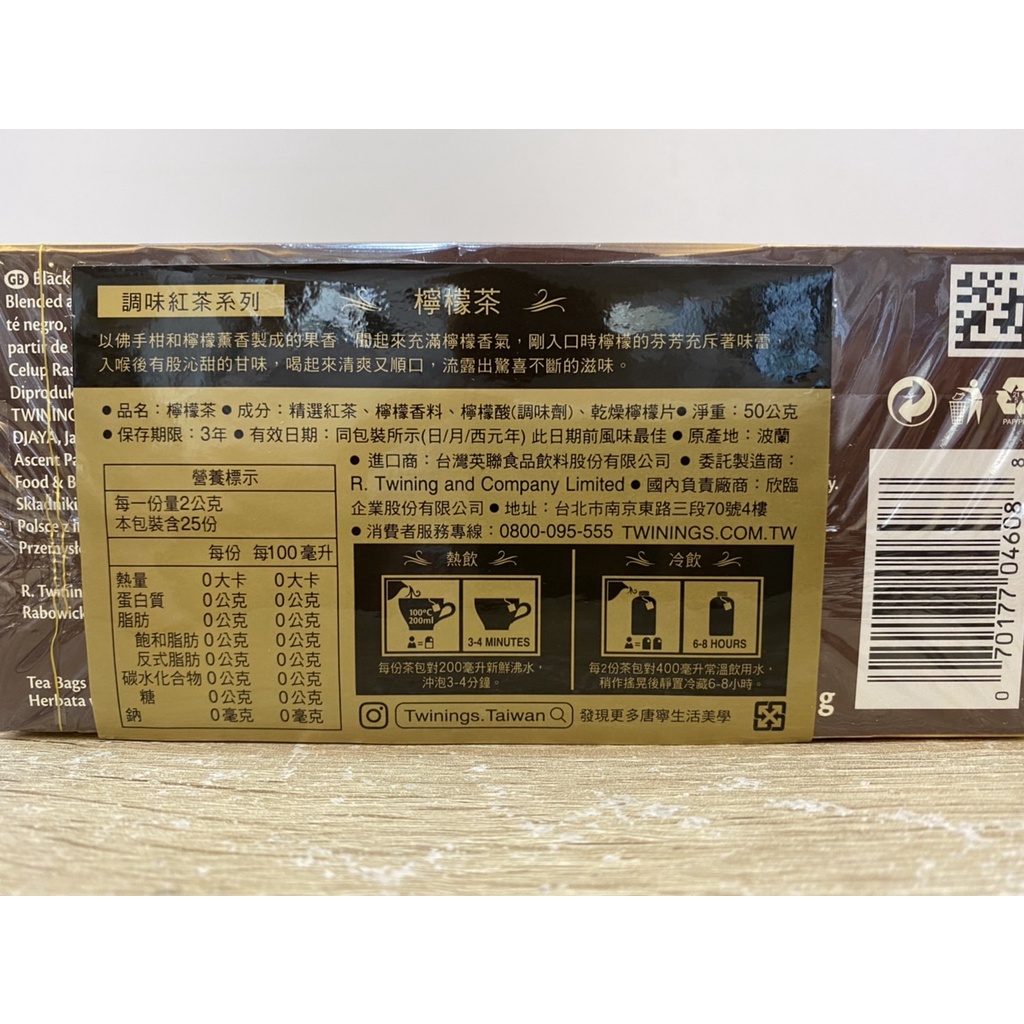 GB Black
Blended a
té negro,
partir de
Celup Ras
Diproduk
TWINING
DJAYA, Ja
Ascent Pa
Food & B
Składniki
Polsce z i
Przemysł
R. Twinin
Rabowick
Tea Bags
Herbata w
調味紅茶系列
檸檬茶
以佛手柑和檸檬薰香製成的果香，聞起來充滿檸檬香氣，剛入口時檸檬的芬芳充斥著味蕾，
入喉後有股沁甜的甘味，喝起來清爽又順口，流露出驚喜不斷的滋味。
● 品名：檸檬茶 ● 成分：精選紅茶、檸檬香料、檸檬酸(調味劑)、乾燥檸檬片 ● 淨重：50公克
● 保存期限：3年 ● 有效日期：同包裝所示(日/月/西元年) 此日期前風味最佳 ● 原產地：波蘭
● 進口商：台灣英聯食品飲料股份有限公司 ● 委託製造商：
R. Twining and Company Limited ● 國內負責廠商：欣臨
企業股份有限公司 ● 地址：台北市南京東路三段70號4樓
● 消費者服務專線：0800-095-555 TWININGS.COM.TW
營養標示
每一份量2公克
本包裝含25份
每份 每100毫升
熱量 0大卡 0大卡
蛋白質 0公克 0公克
脂肪 0公克 0公克
飽和脂肪 0公克 0公克
反式脂肪 0公克 0公克
碳水化合物 0公克 0公克
糖 0公克 0公克
鈉 0毫克 0毫克
熱飲
100°C
200ml
3-4 MINUTES
每份茶包對200毫升新鮮沸水，
沖泡3-4分鐘。
冷飲
6-8 HOURS
每2份茶包對400毫升常溫飲用水，
稍作搖晃後靜置冷藏6-8小時。
Twinings.Taiwan
發現更多唐寧生活美學
g
0 70177 04668 8